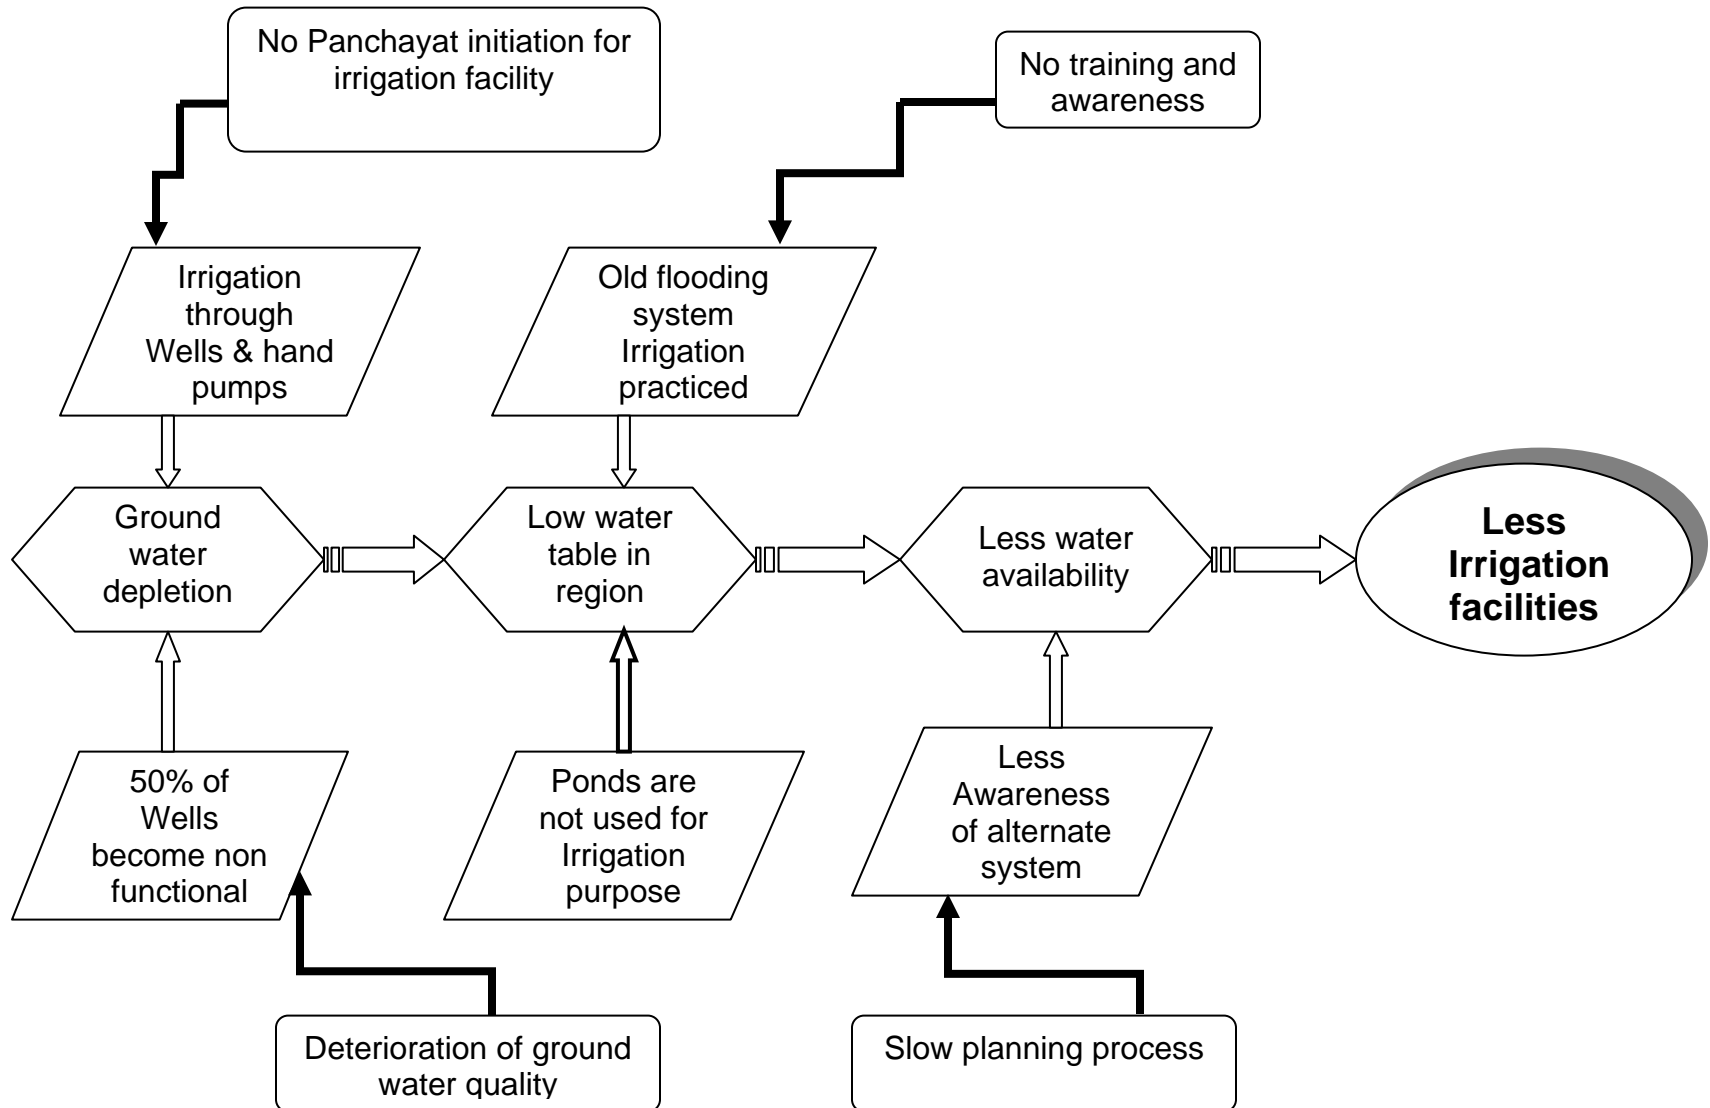 No Panchayat initiation for
irrigation facility
No training and
awareness
Irrigation
through
Wells & hand
pumps
Old flooding
system
Irrigation
practiced
Ground
water
depletion
Low water
table in
region
Less water
availability
Less
Irrigation
facilities
50% of
Wells
become non
functional
Ponds are
not used for
Irrigation
purpose
Less
Awareness
of alternate
system
Deterioration of ground
water quality
Slow planning process